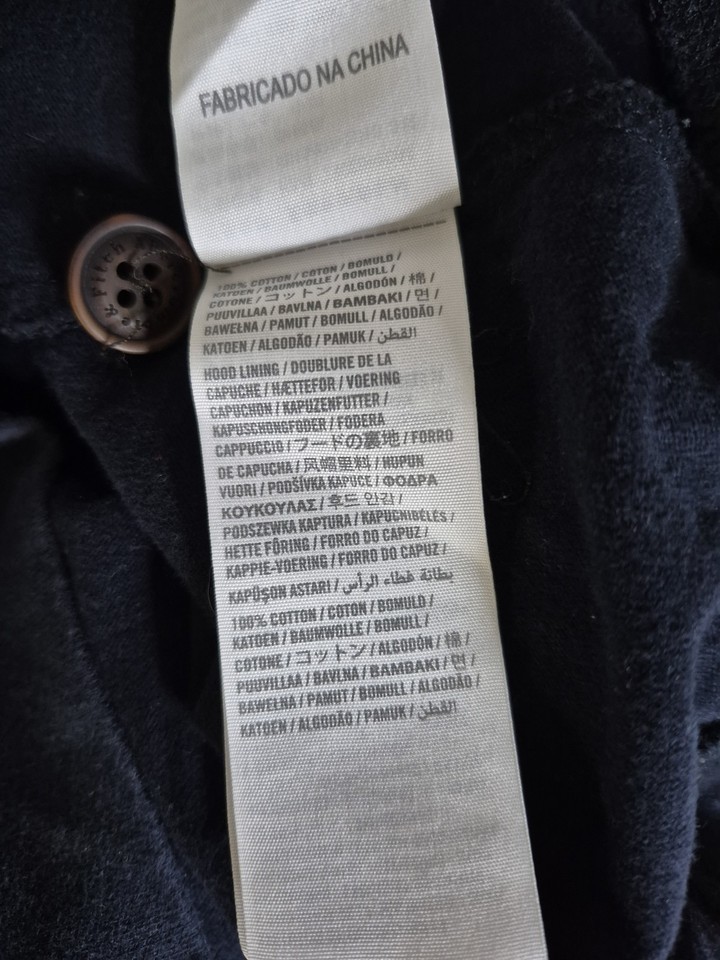 FABRICADO NA CHINA
Fitch Aber
100% COTTON / COTON / BOMULD /
KATOEN / BAUMWOLLE / BOMULL /
COTONE / コットン / ALGODÓN / 棉 /
PUUVILLAA / BAVLNA / BAMBAKI / 면 /
BAWEŁNA / PAMUT / BOMULL / ALGODÃO /
KATOEN / ALGODÃO / PAMUK / القطن
HOOD LINING / DOUBLURE DE LA
CAPUCHE / HÆTTEFOR / VOERING
CAPUCHON / KAPUZENFUTTER /
KAPUSCHONGFODER / FODERA
CAPPUCCIO / フードの裏地 / FORRO
DE CAPUCHA / 风帽里料 / HUPUN
VUORI / PODŠÍVKA KAPUCE / ΦΟΔΡΑ
ΚΟΥΚΟΥΛΑΣ / 후드 안감 /
PODSZEWKA KAPTURA / KAPUCNIBÉLÉS /
HETTE FÔRING / FORRO DO CAPUZ /
KAPPIE-VOERING / FORRO DO CAPUZ /
KAPÜŞON ASTARI / بطانة غطاء الرأس
100% COTTON / COTON / BOMULD /
KATOEN / BAUMWOLLE / BOMULL /
COTONE / コットン / ALGODÓN / 棉 /
PUUVILLAA / BAVLNA / BAMBAKI / 면 /
BAWEŁNA / PAMUT / BOMULL / ALGODÃO /
KATOEN / ALGODÃO / PAMUK / القطن